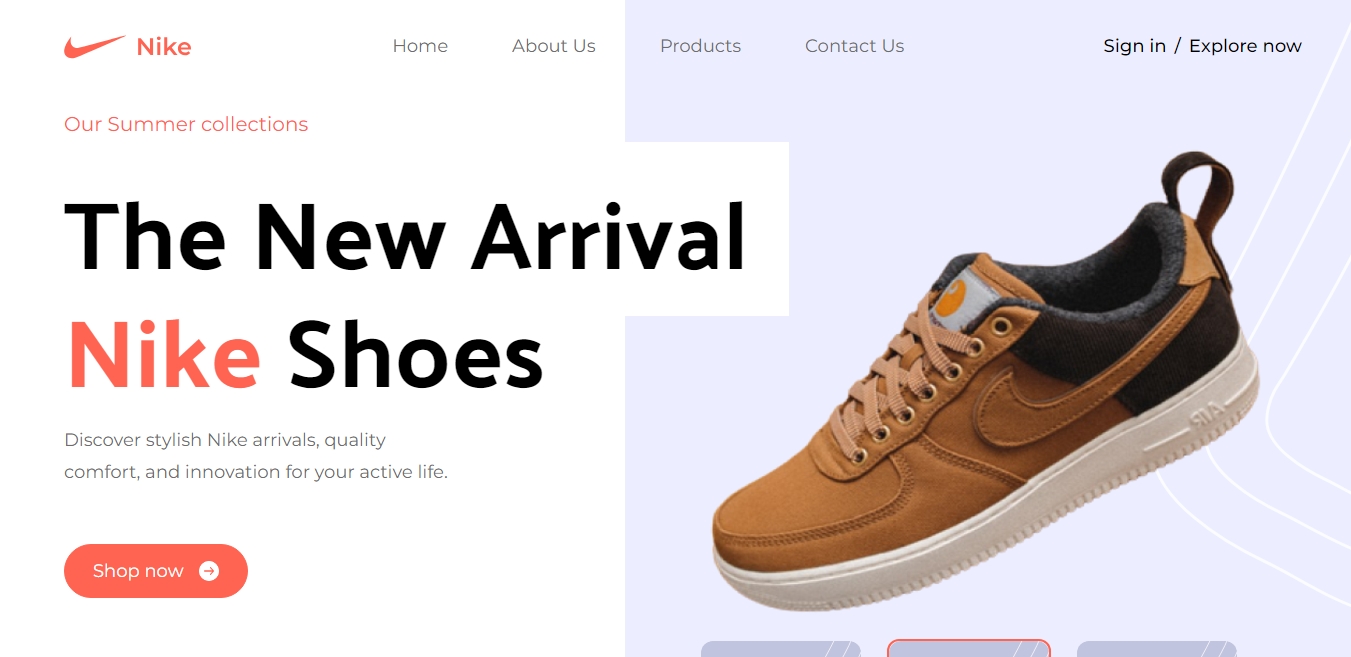 Nike
Home
About Us
Products
Contact Us
Sign in / Explore now
Our Summer collections
The New Arrival
Nike Shoes
Discover stylish Nike arrivals, quality
comfort, and innovation for your active life.
Shop now
AIR